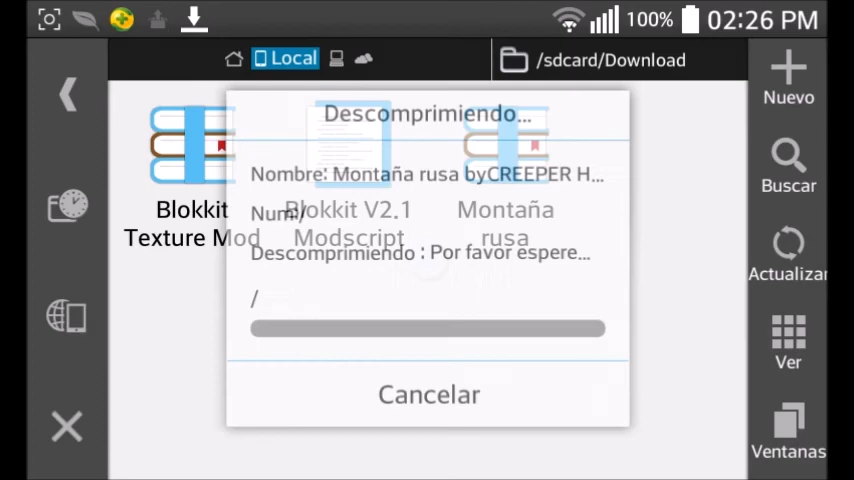 100% 02:26 PM
Local
/sdcard/Download
Nuevo
Buscar
Actualizar
Ver
Ventanas
Descomprimiendo...
Nombre: Montaña rusa byCREEPER H...
Num:/
Descomprimiendo : Por favor espere...
/
Cancelar
Blokkit
Texture Mod
Blokkit V2.1
Modscript
Montaña
rusa